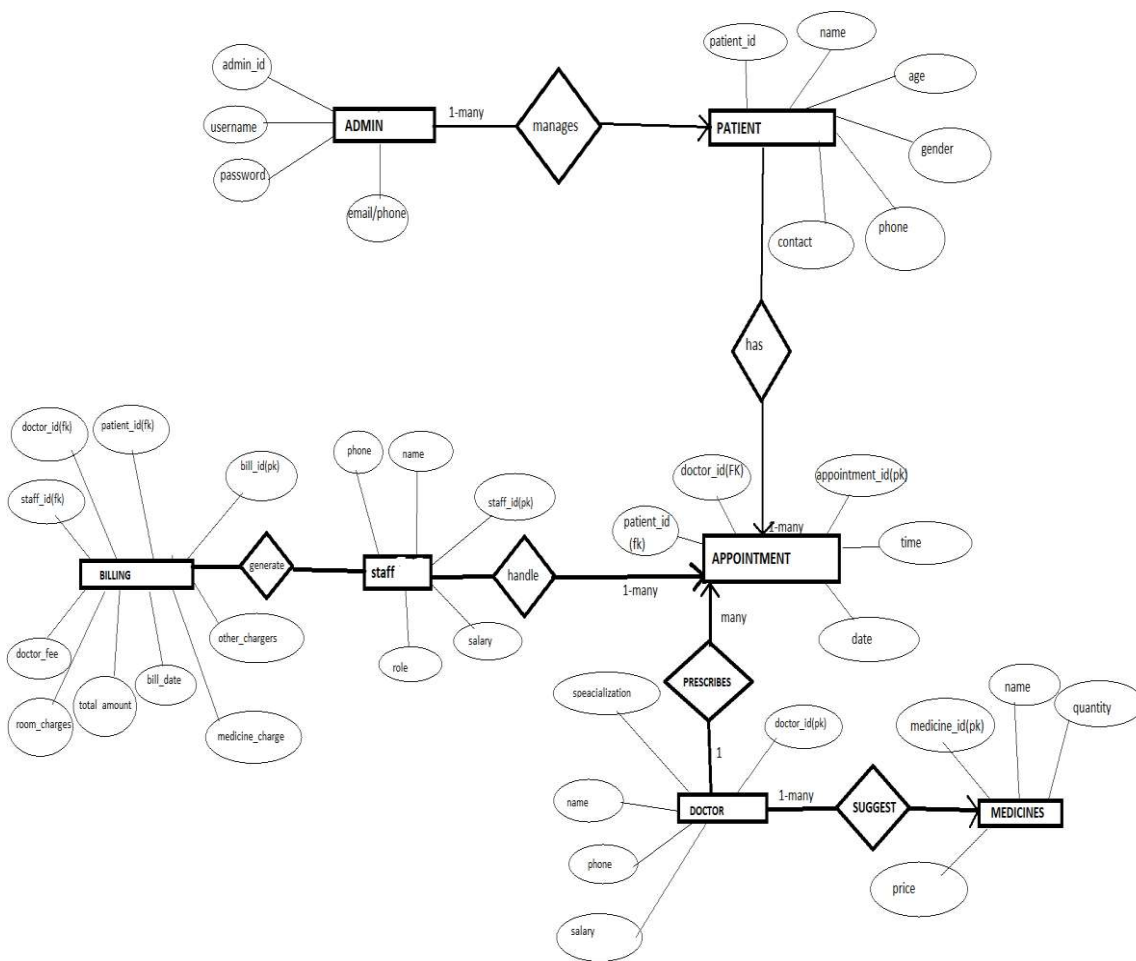 patient_id
name
admin_id
age
1-many
ADMIN
manages
PATIENT
username
gender
password
email/phone
phone
contact
has
doctor_id(fk)
patient_id(fk)
bill_id(pk)
staff_id(fk)
phone
name
staff_id(pk)
doctor_id(FK)
appointment_id(pk)
patient_id
(fk)
1-many
time
BILLING
generate
staff
handle
1-many
APPOINTMENT
many
date
other_chargers
salary
role
doctor_fee
bill_date
total amount
room_charges
medicine_charge
PRESCRIBES
speacialization
doctor_id(pk)
1
name
quantity
medicine_id(pk)
name
DOCTOR
1-many
SUGGEST
MEDICINES
phone
price
salary